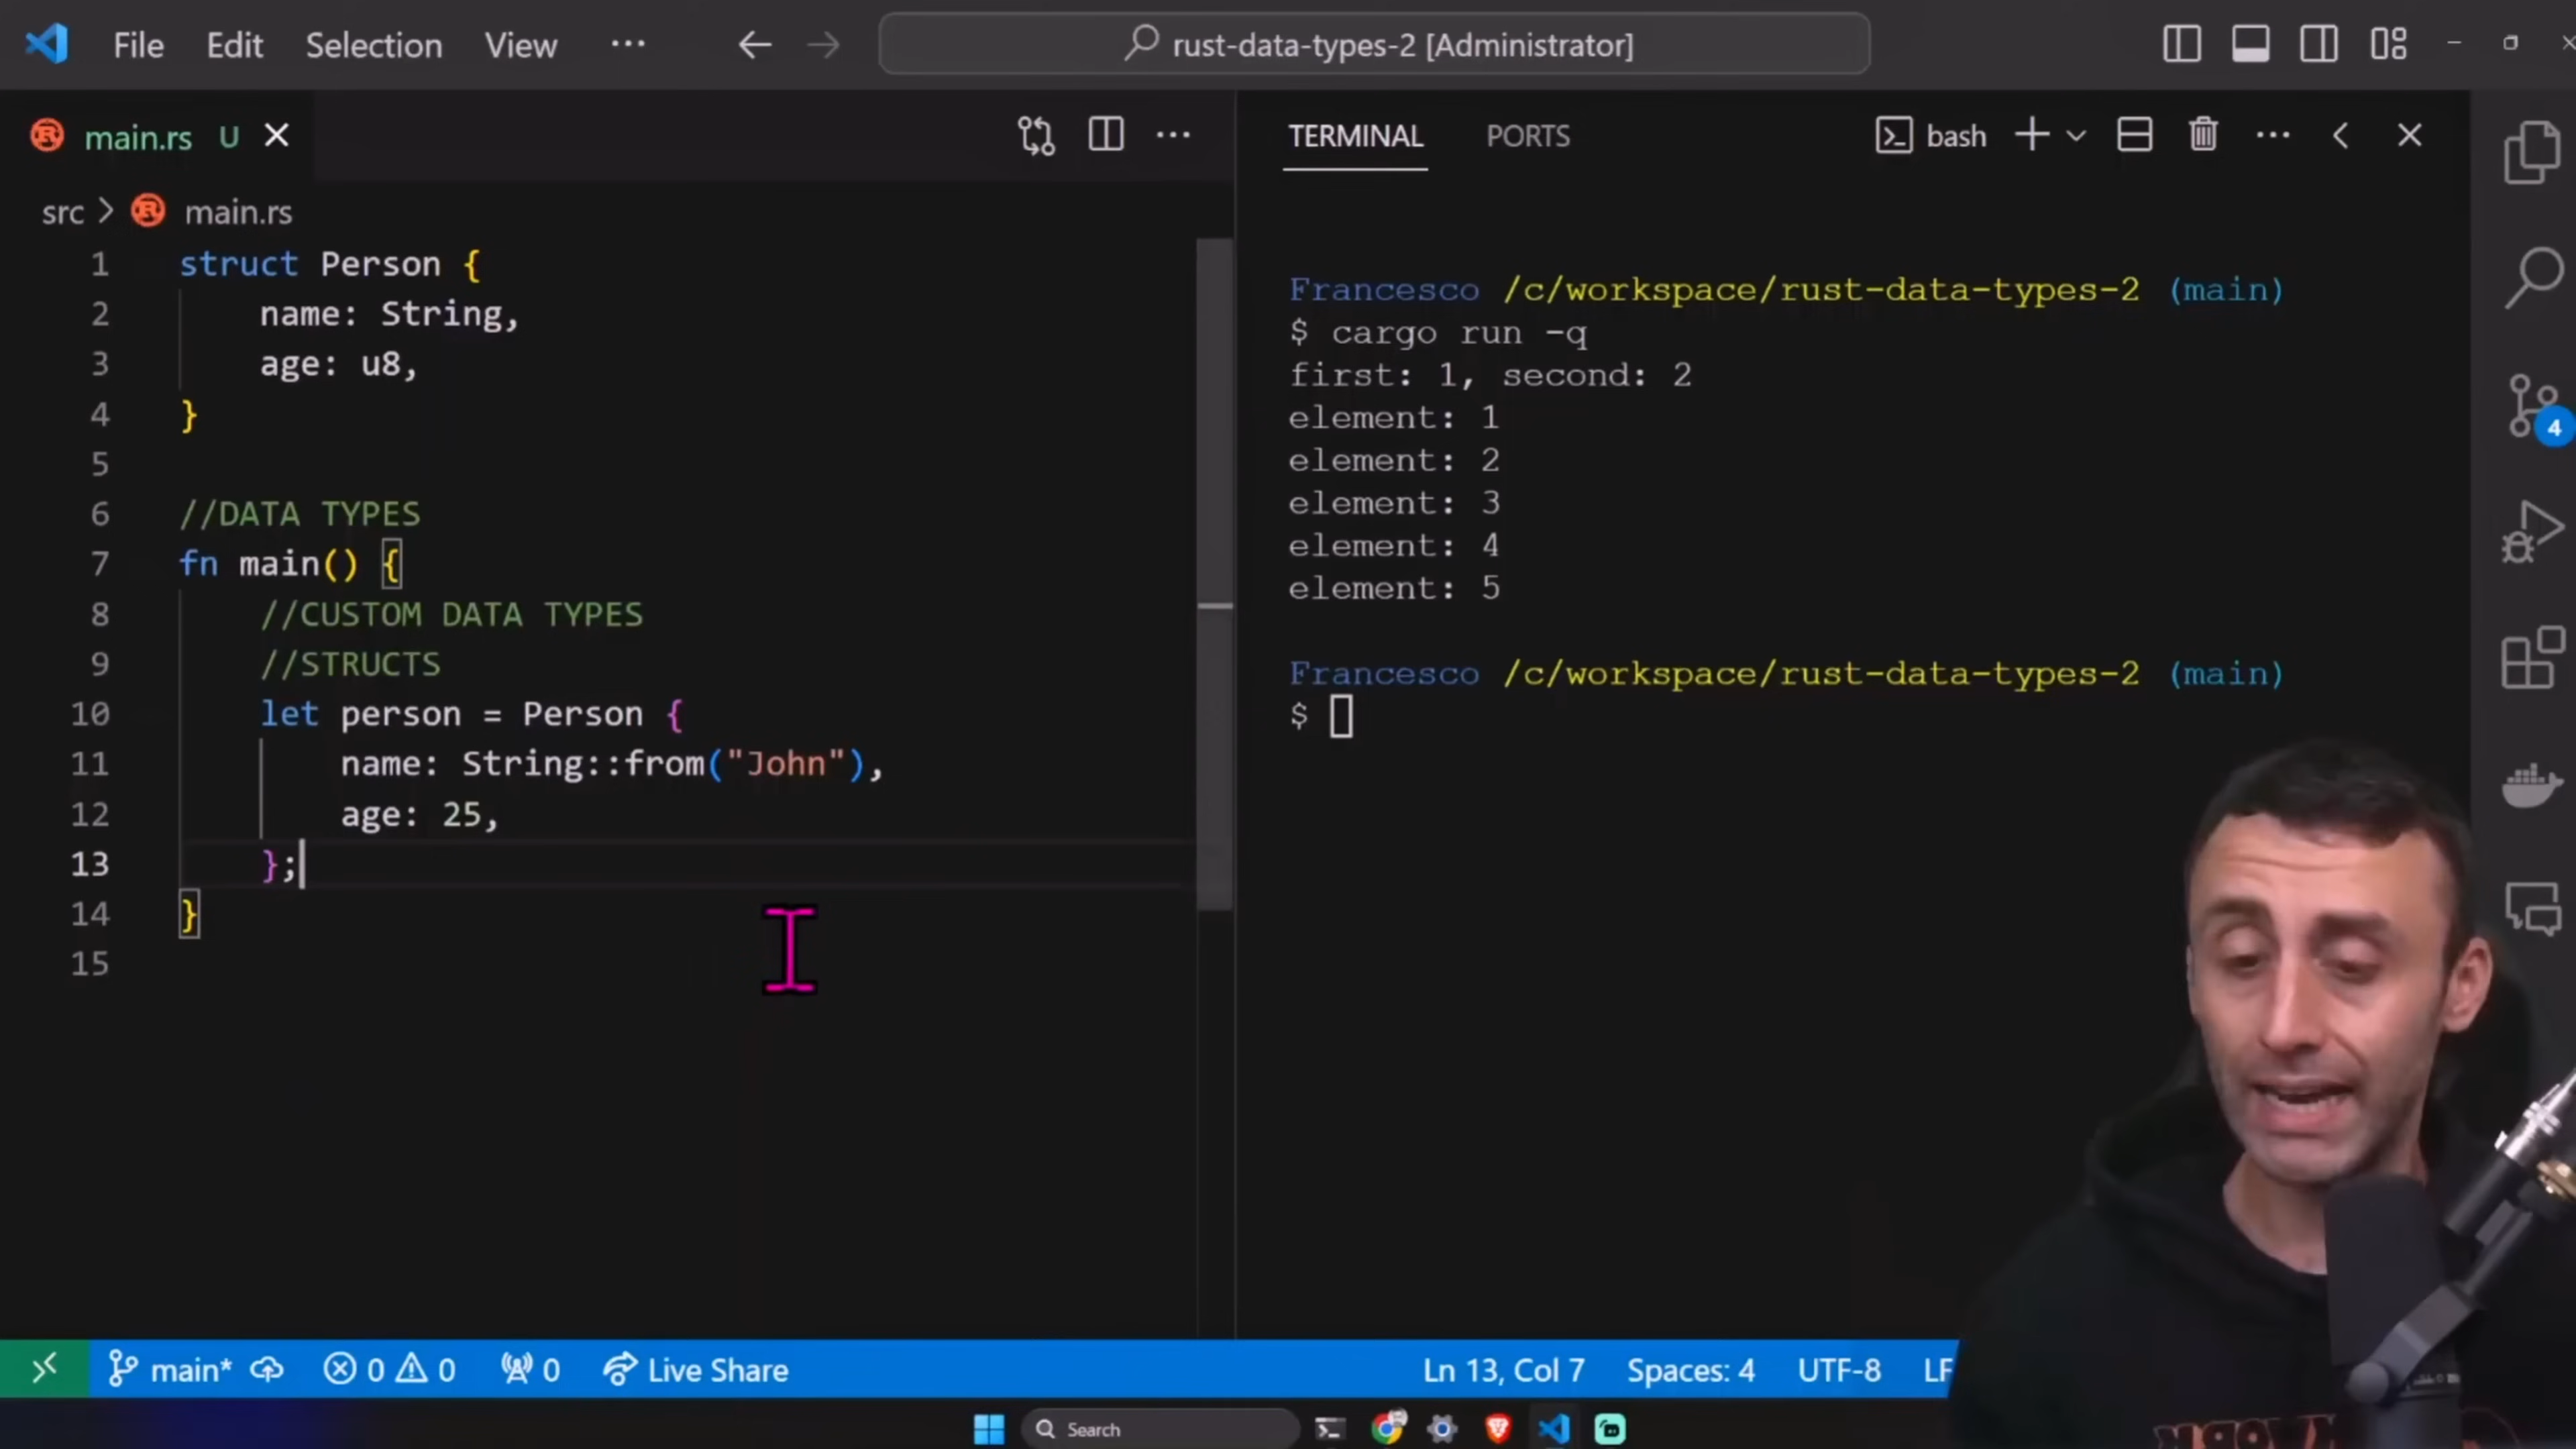 File Edit Selection View ... rust-data-types-2 [Administrator]
main.rs U
src > main.rs
1 struct Person {
2 name: String,
3 age: u8,
4 }
5
6 //DATA TYPES
7 fn main() {
8 //CUSTOM DATA TYPES
9 //STRUCTS
10 let person = Person {
11 name: String::from("John"),
12 age: 25,
13 };
14 }
15
TERMINAL PORTS bash
Francesco /c/workspace/rust-data-types-2 (main)
$ cargo run -q
first: 1, second: 2
element: 1
element: 2
element: 3
element: 4
element: 5
Francesco /c/workspace/rust-data-types-2 (main)
$
4
main* 0 0 0 Live Share Ln 13, Col 7 Spaces: 4 UTF-8 LF
Search